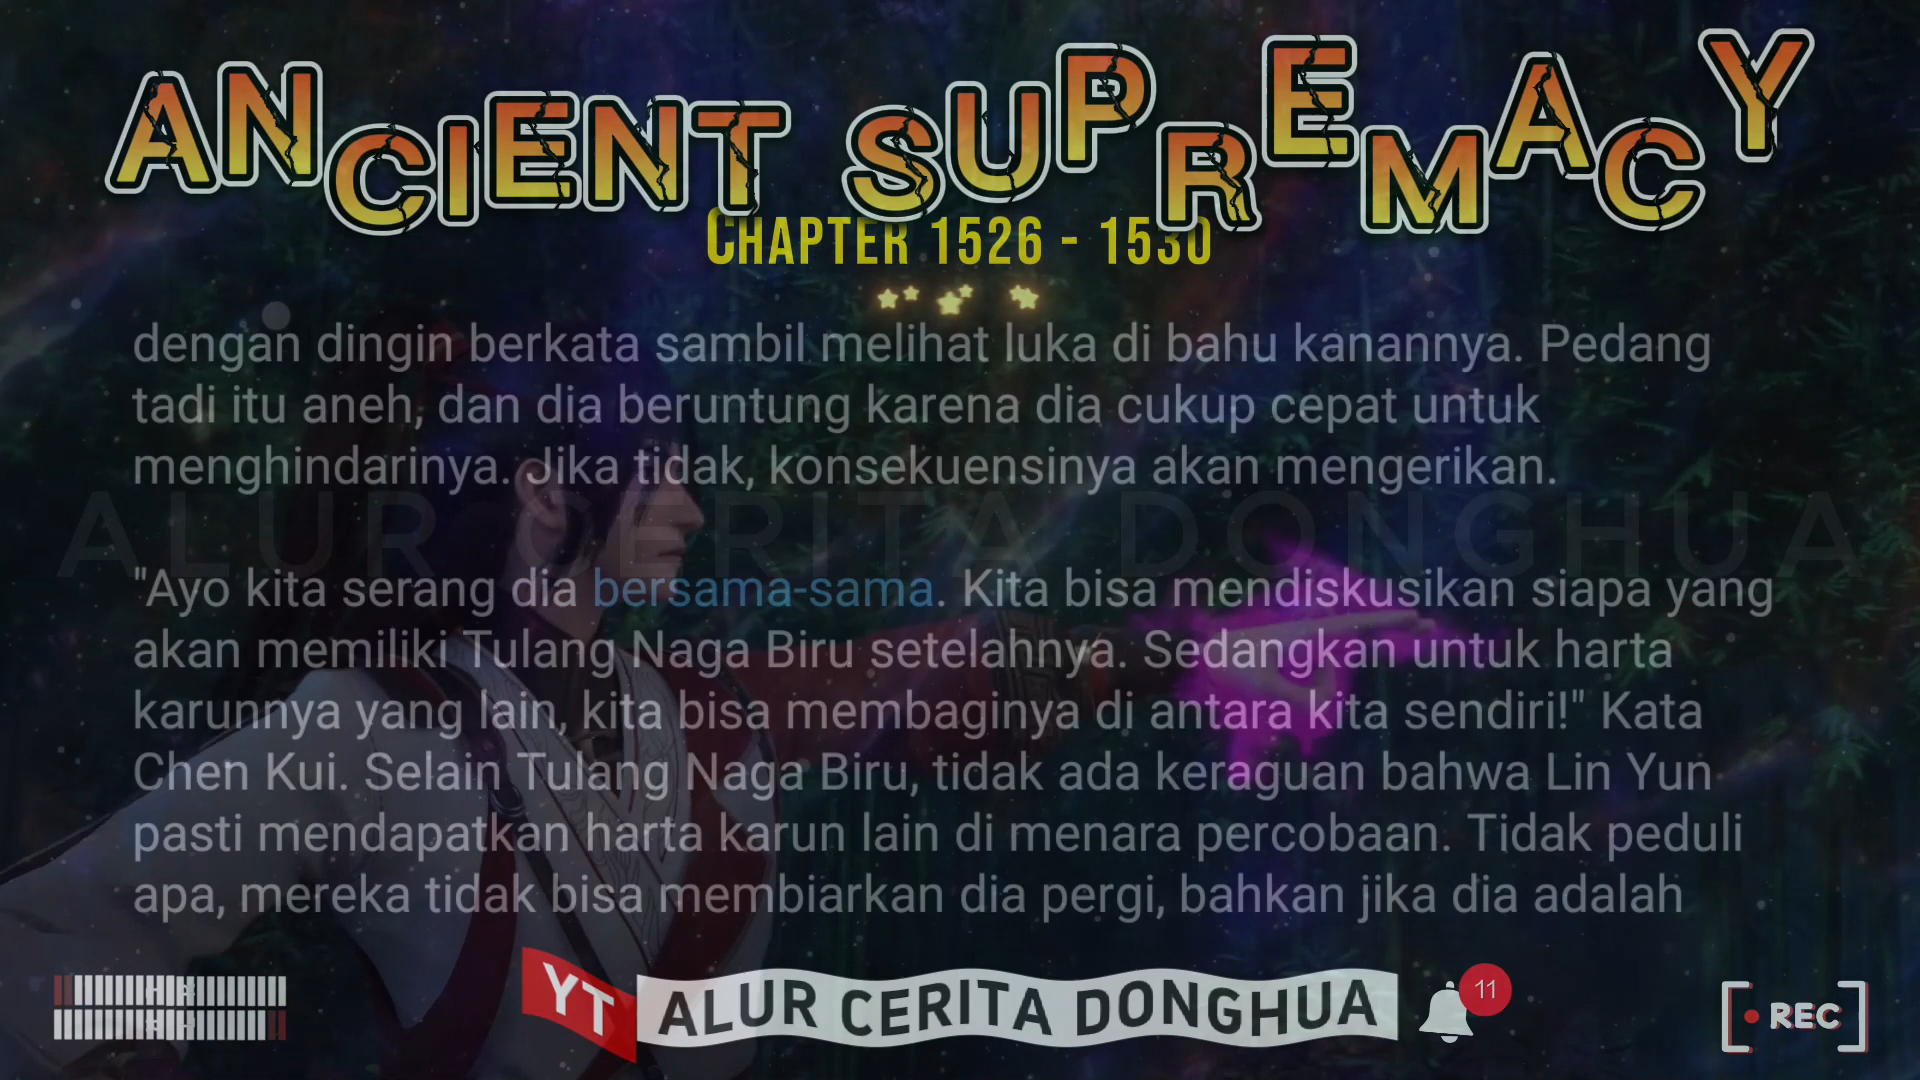 ANCIENT SUPREMACY
CHAPTER 1526 - 1530
dengan dingin berkata sambil melihat luka di bahu kanannya. Pedang
tadi itu aneh, dan dia beruntung karena dia cukup cepat untuk
menghindarinya. Jika tidak, konsekuensinya akan mengerikan.
ALUR CERITA DONGHUA
"Ayo kita serang dia bersama-sama. Kita bisa mendiskusikan siapa yang
akan memiliki Tulang Naga Biru setelahnya. Sedangkan untuk harta
karunnya yang lain, kita bisa membaginya di antara kita sendiri!" Kata
Chen Kui. Selain Tulang Naga Biru, tidak ada keraguan bahwa Lin Yun
pasti mendapatkan harta karun lain di menara percobaan. Tidak peduli
apa, mereka tidak bisa membiarkan dia pergi, bahkan jika dia adalah
YT ALUR CERITA DONGHUA 11
REC